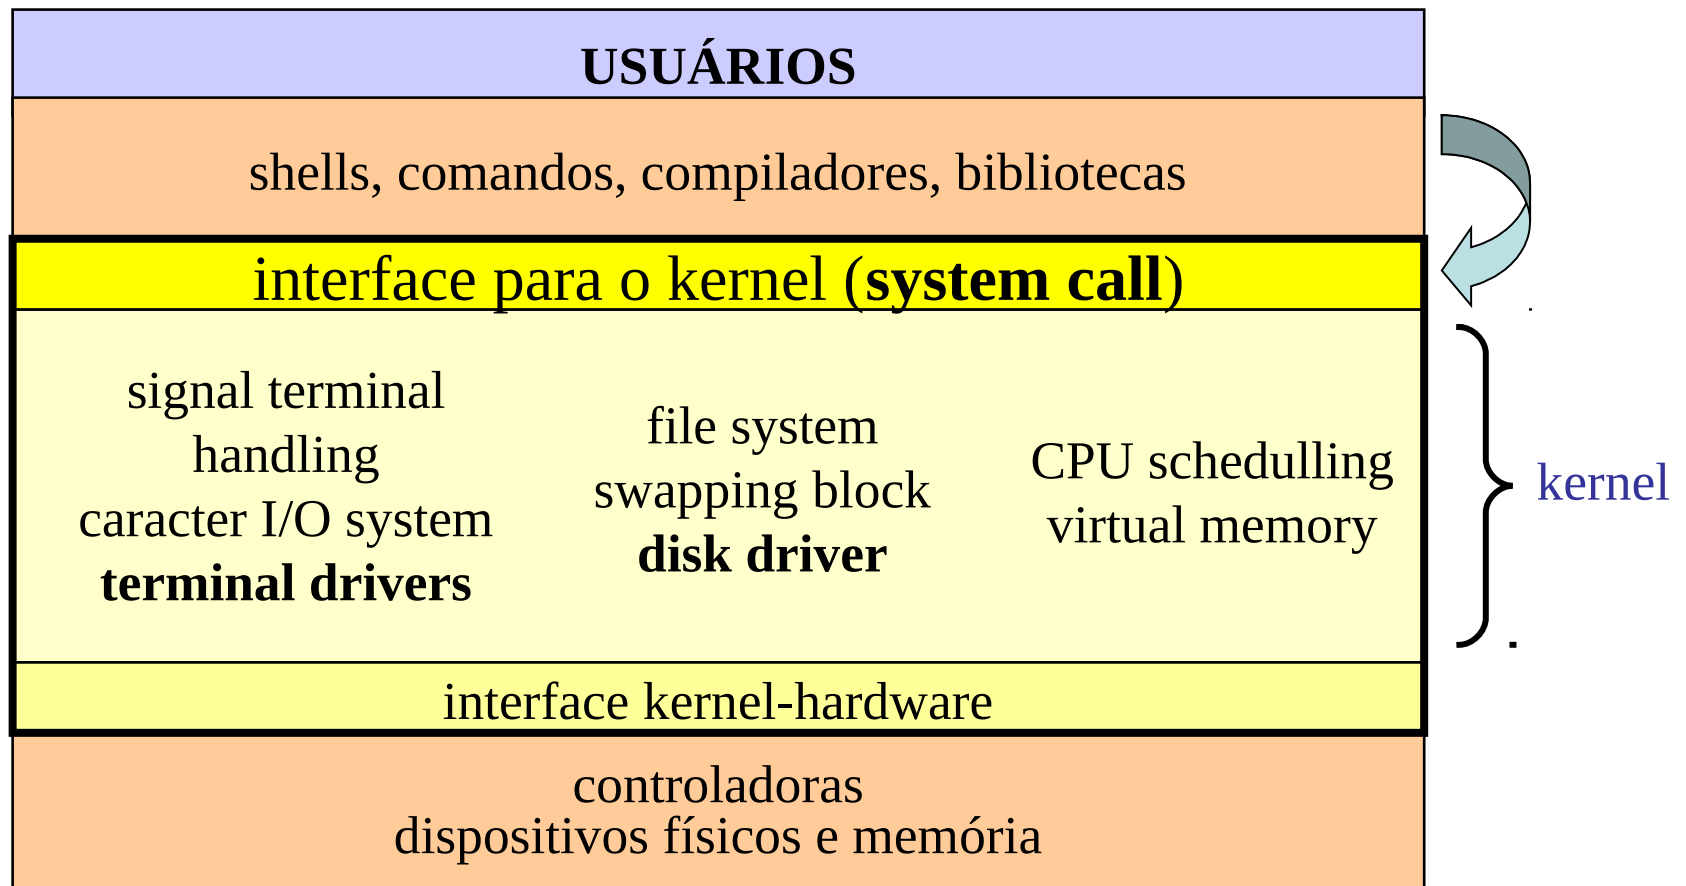 USUÁRIOS
shells, comandos, compiladores, bibliotecas
interface para o kernel (system call)
signal terminal
handling
caracter I/O system
terminal drivers
file system
swapping block
disk driver
CPU schedulling
virtual memory
kernel
interface kernel-hardware
controladoras
dispositivos físicos e memória